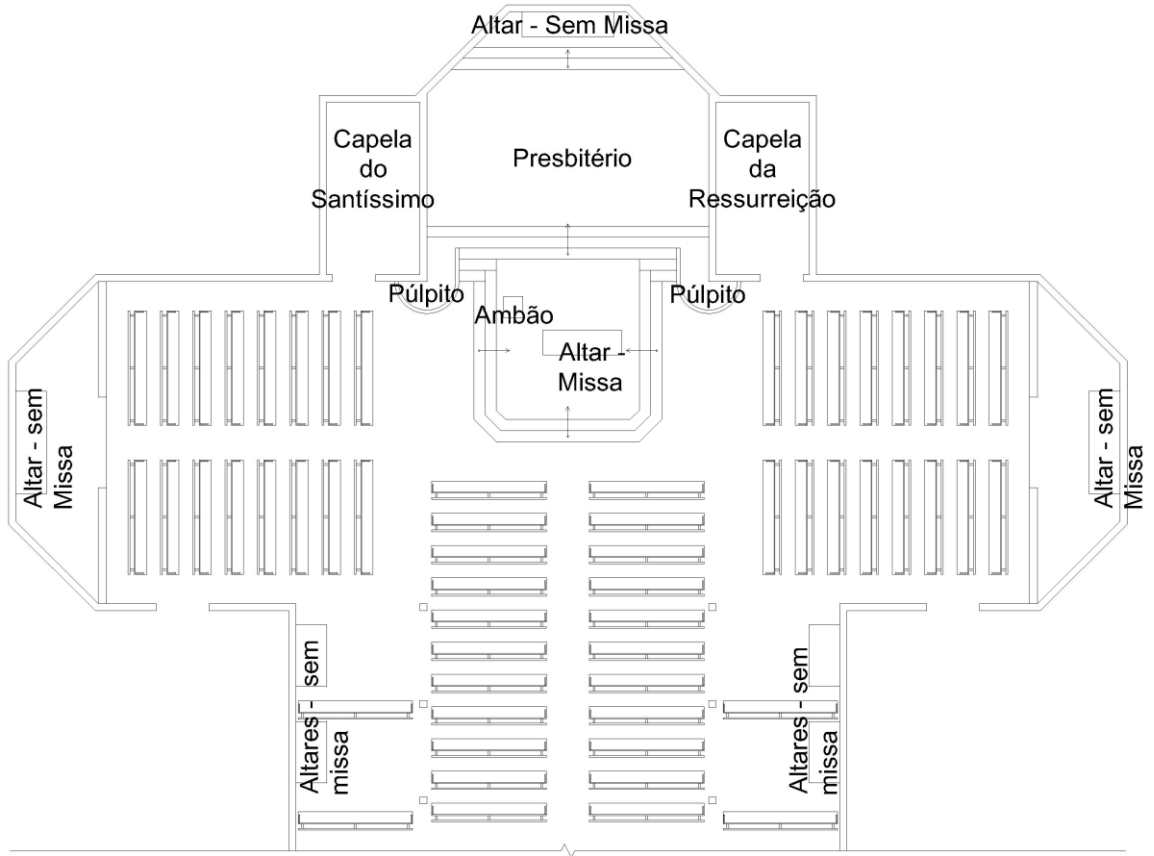 Altar - Sem Missa
Capela
do
Santíssimo
Presbitério
Capela
da
Ressurreição
Púlpito
Púlpito
Ambão
Altar -
Missa
Altar - sem
Missa
Altar - sem
Missa
Altares - sem
missa
Altares - sem
missa